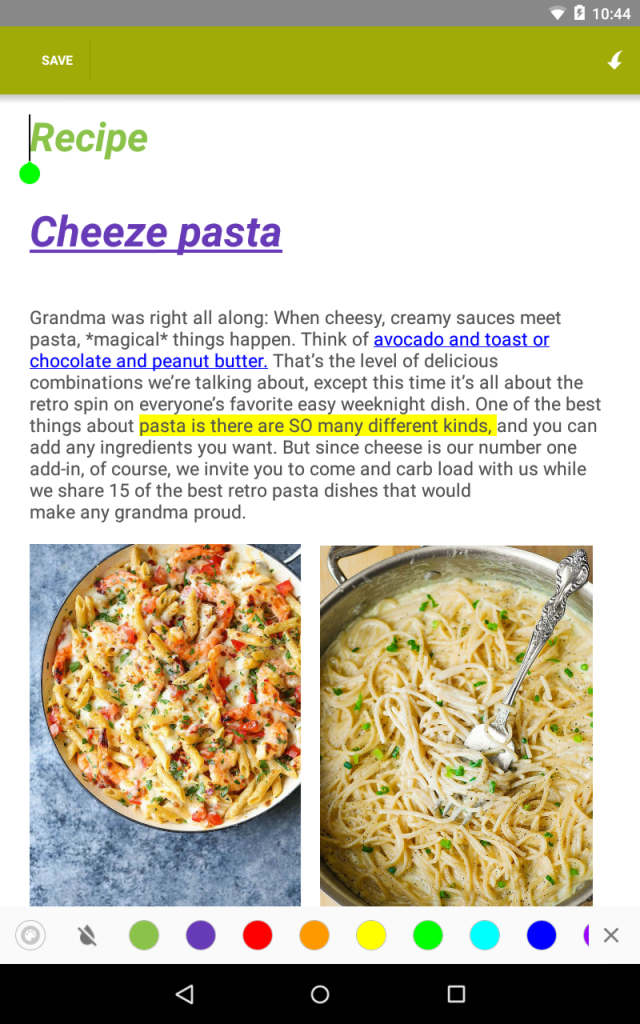 10:44
SAVE
Recipe
Cheeze pasta
Grandma was right all along: When cheesy, creamy sauces meet
pasta, *magical* things happen. Think of avocado and toast or
chocolate and peanut butter. That’s the level of delicious
combinations we’re talking about, except this time it’s all about the
retro spin on everyone’s favorite easy weeknight dish. One of the best
things about pasta is there are SO many different kinds, and you can
add any ingredients you want. But since cheese is our number one
add-in, of course, we invite you to come and carb load with us while
we share 15 of the best retro pasta dishes that would
make any grandma proud.